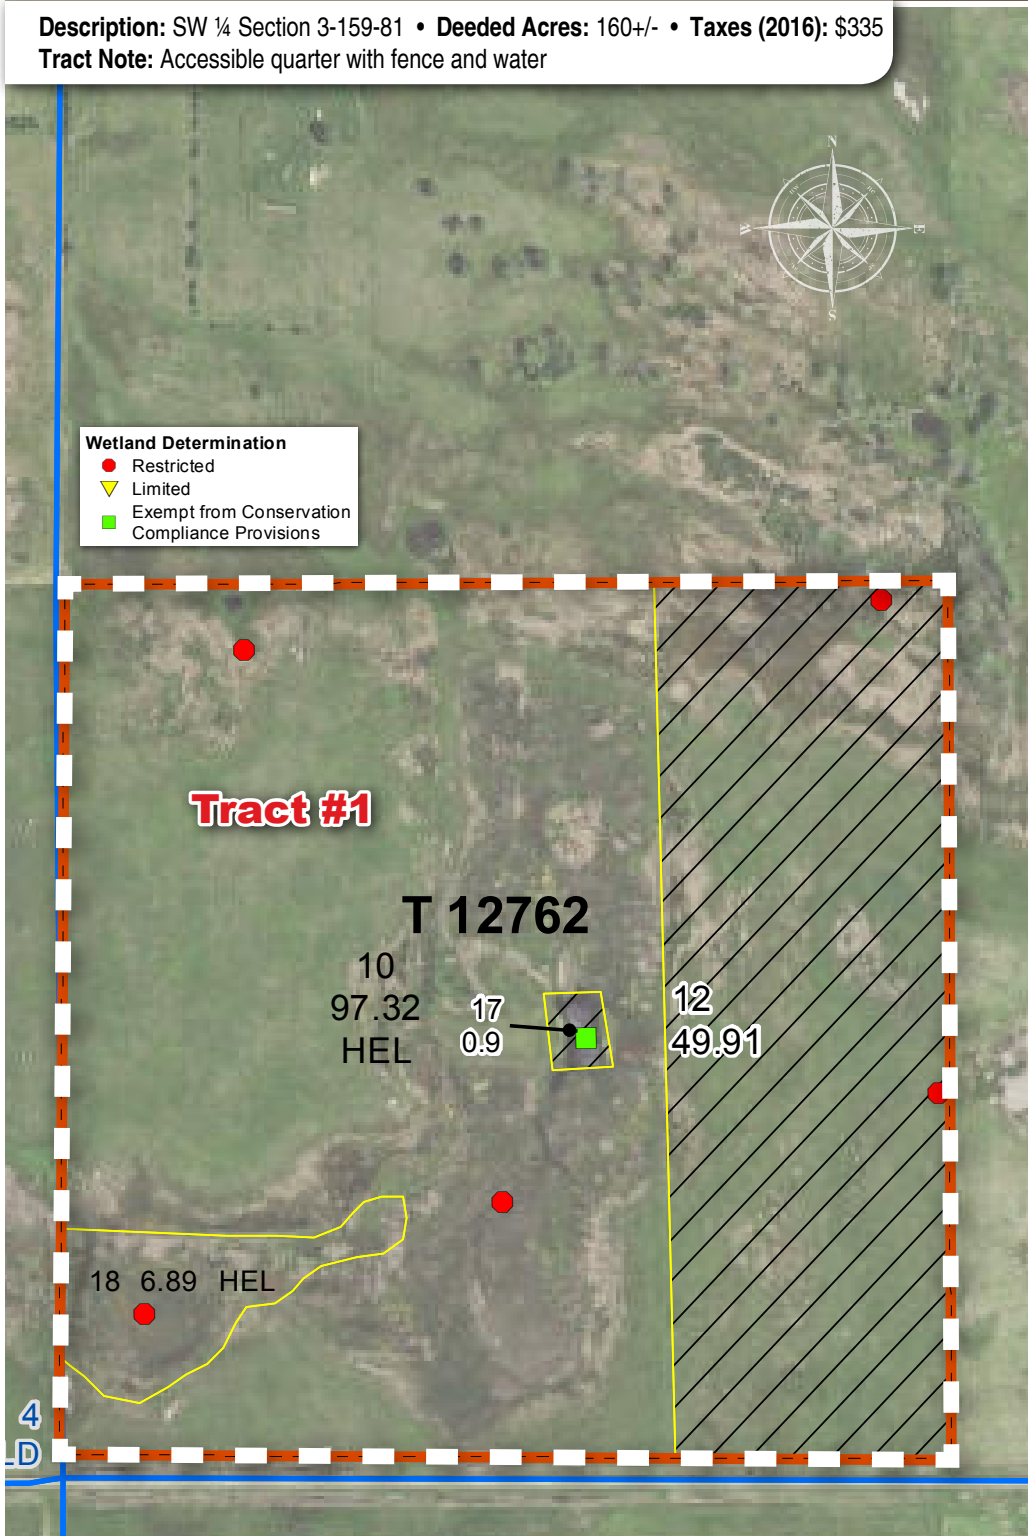 Description: SW ¼ Section 3-159-81 • Deeded Acres: 160+/- • Taxes (2016): $335
Tract Note: Accessible quarter with fence and water
N
W
E
S
Wetland Determination
Restricted
Limited
Exempt from Conservation
Compliance Provisions
Tract #1
T 12762
10
97.32
HEL
17
0.9
12
49.91
18 6.89 HEL
4
LD